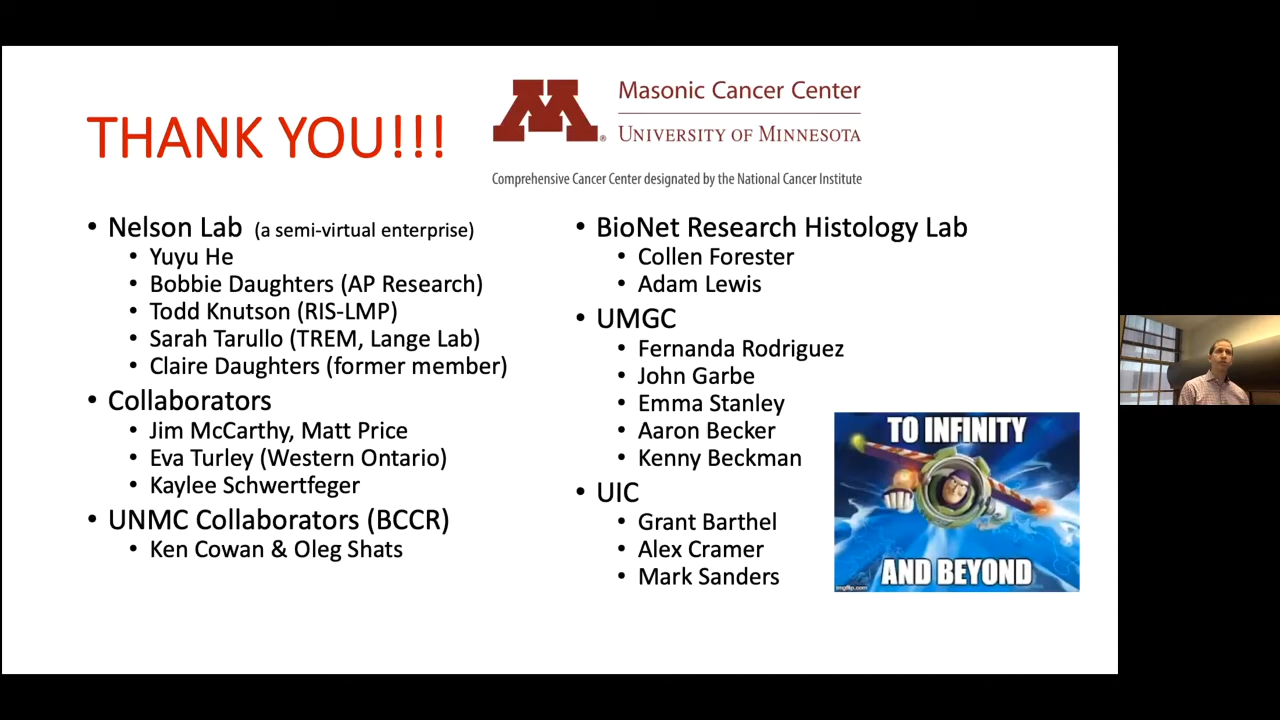 THANK YOU!!!
M
®
Masonic Cancer Center
UNIVERSITY OF MINNESOTA
Comprehensive Cancer Center designated by the National Cancer Institute
• Nelson Lab (a semi-virtual enterprise)
• Yuyu He
• Bobbie Daughters (AP Research)
• Todd Knutson (RIS-LMP)
• Sarah Tarullo (TREM, Lange Lab)
• Claire Daughters (former member)
• Collaborators
• Jim McCarthy, Matt Price
• Eva Turley (Western Ontario)
• Kaylee Schwertfeger
• UNMC Collaborators (BCCR)
• Ken Cowan & Oleg Shats
• BioNet Research Histology Lab
• Collen Forester
• Adam Lewis
• UMGC
• Fernanda Rodriguez
• John Garbe
• Emma Stanley
• Aaron Becker
• Kenny Beckman
• UIC
• Grant Barthel
• Alex Cramer
• Mark Sanders
TO INFINITY
AND BEYOND
imgflip.com